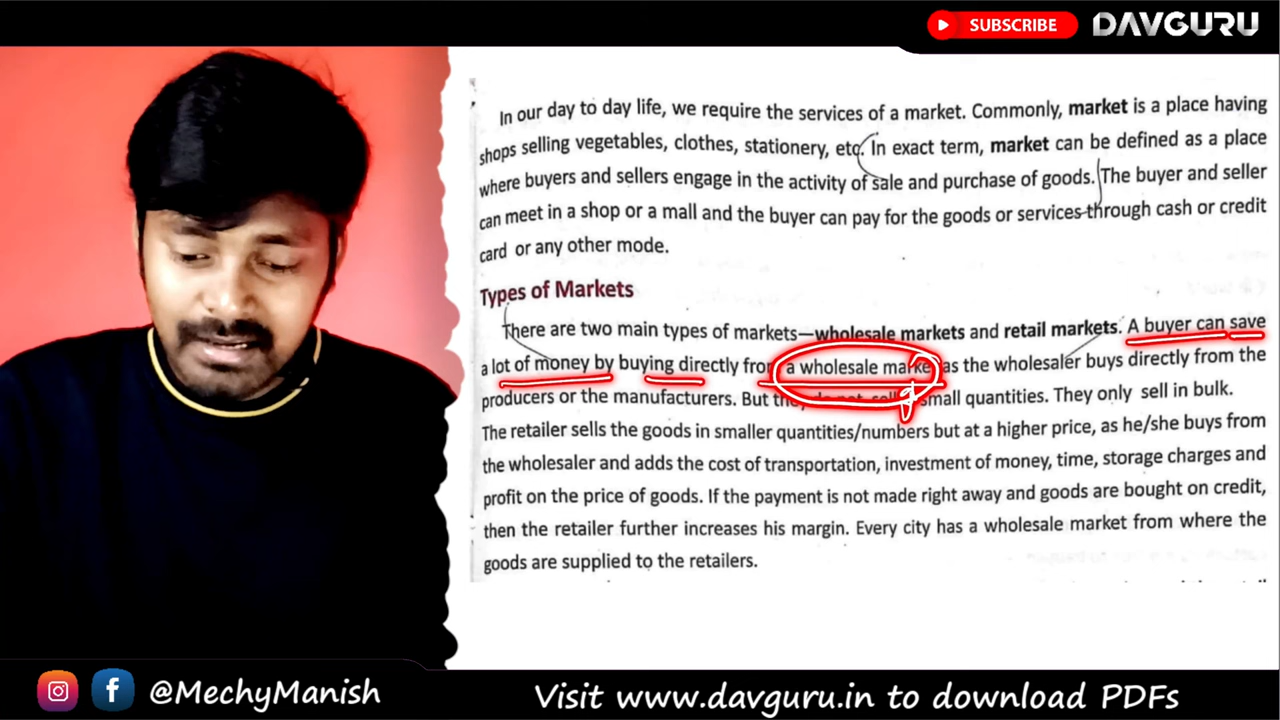 SUBSCRIBE DAVGURU
In our day to day life, we require the services of a market. Commonly, market is a place having
shops selling vegetables, clothes, stationery, etc. In exact term, market can be defined as a place
where buyers and sellers engage in the activity of sale and purchase of goods. The buyer and seller
can meet in a shop or a mall and the buyer can pay for the goods or services through cash or credit
card or any other mode.
Types of Markets
There are two main types of markets—wholesale markets and retail markets. A buyer can save
a lot of money by buying directly from a wholesale market as the wholesaler buys directly from the
producers or the manufacturers. But they do not sell small quantities. They only sell in bulk.
The retailer sells the goods in smaller quantities/numbers but at a higher price, as he/she buys from
the wholesaler and adds the cost of transportation, investment of money, time, storage charges and
profit on the price of goods. If the payment is not made right away and goods are bought on credit,
then the retailer further increases his margin. Every city has a wholesale market from where the
goods are supplied to the retailers.
@MechyManish Visit www.davguru.in to download PDFs